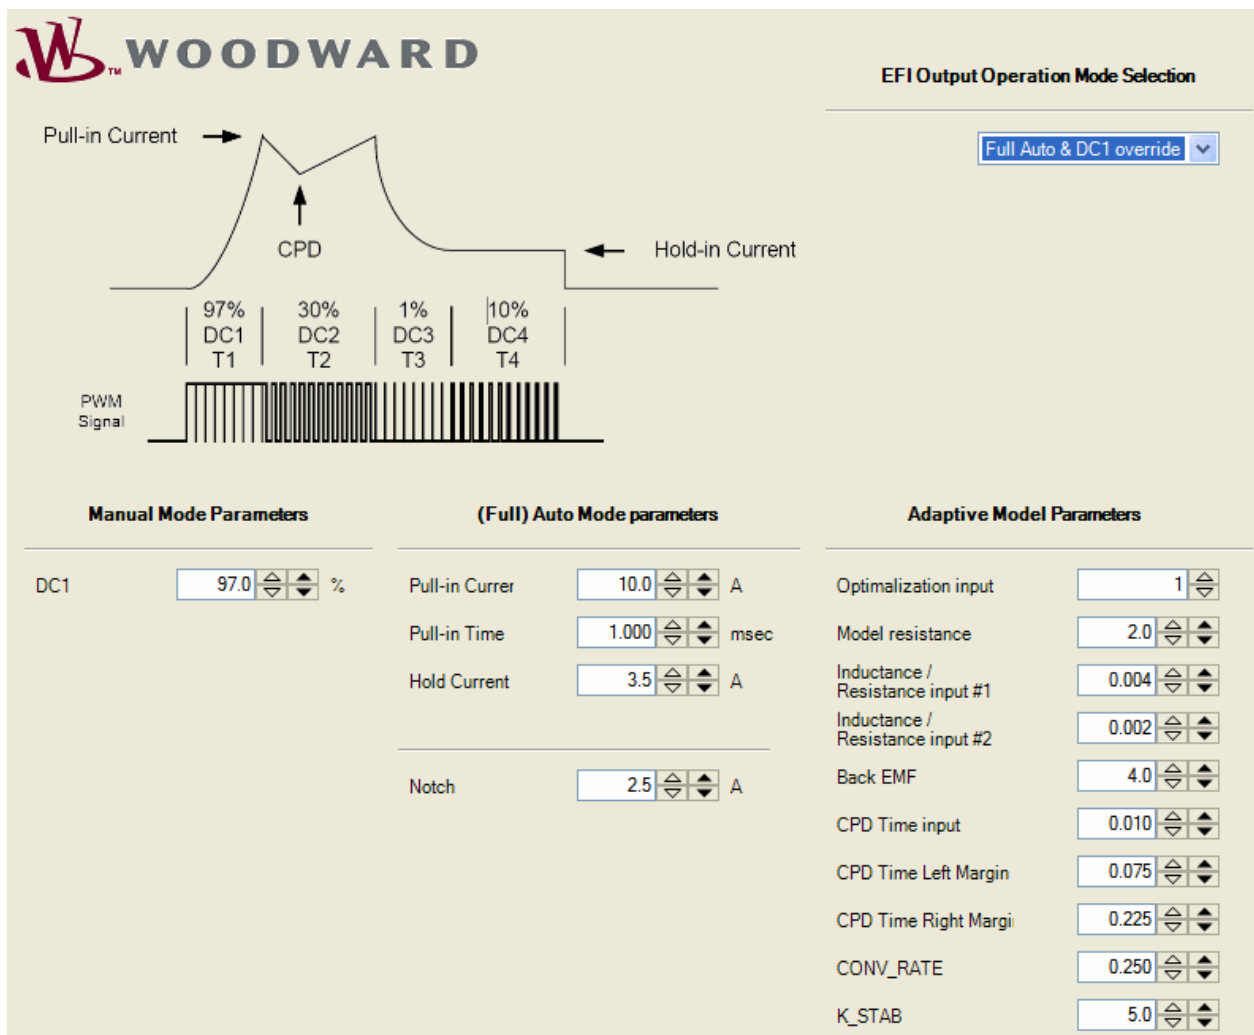 WOODWARD
TM
EFI Output Operation Mode Selection
Full Auto & DC1 override
Pull-in Current
CPD
Hold-in Current
97% 30% 1% 10%
DC1 DC2 DC3 DC4
T1 T2 T3 T4
PWM
Signal
Manual Mode Parameters
DC1 97.0 %
(Full) Auto Mode parameters
Pull-in Currer 10.0 A
Pull-in Time 1.000 msec
Hold Current 3.5 A
Notch 2.5 A
Adaptive Model Parameters
Optimalization input 1
Model resistance 2.0
Inductance /
Resistance input #1 0.004
Inductance /
Resistance input #2 0.002
Back EMF 4.0
CPD Time input 0.010
CPD Time Left Margin 0.075
CPD Time Right Margi 0.225
CONV_RATE 0.250
K_STAB 5.0